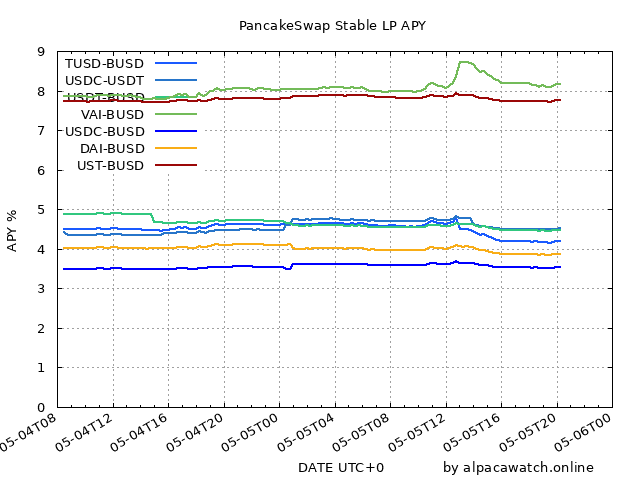 PancakeSwap Stable LP APY
APY %
9
8
7
6
5
4
3
2
1
0
TUSD-BUSD
USDC-USDT
USDT-BUSD
VAI-BUSD
USDC-BUSD
DAI-BUSD
UST-BUSD
05-04T08
05-04T12
05-04T16
05-04T20
05-05T00
05-05T04
05-05T08
05-05T12
05-05T16
05-05T20
05-06T00
DATE UTC+0
by alpacawatch.online